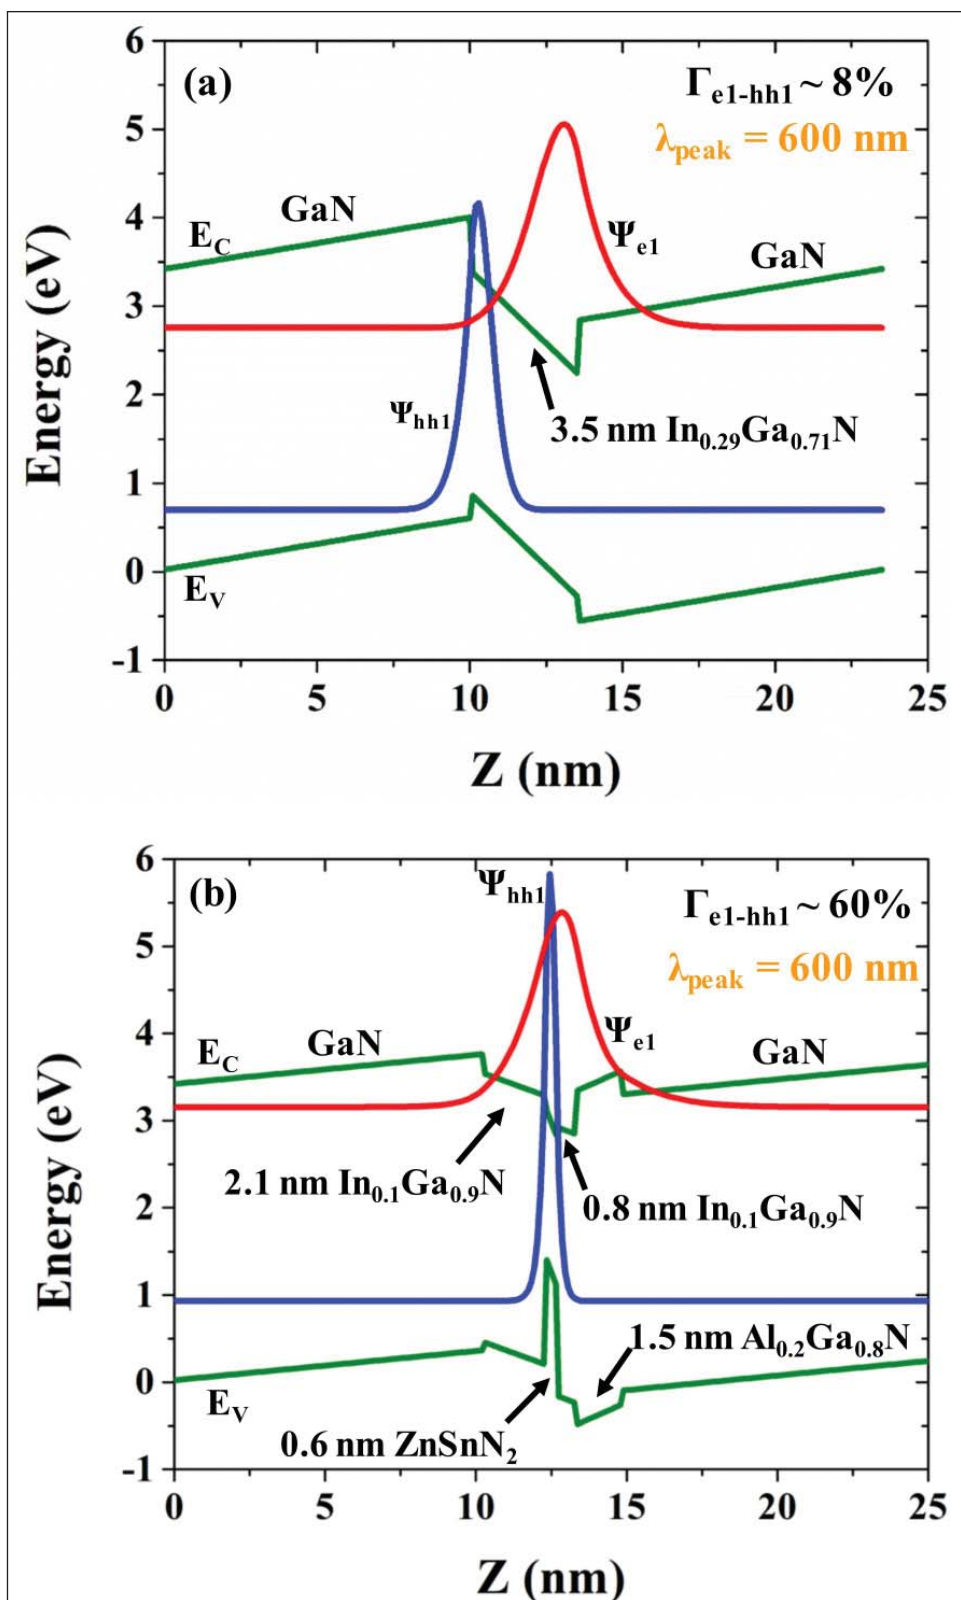 (a)
Γe1-hh1 ~ 8%
λpeak = 600 nm
GaN
EC
Ψe1
GaN
Ψhh1
3.5 nm In0.29Ga0.71N
EV
6
5
4
3
2
1
0
-1
Energy (eV)
0 5 10 15 20 25
Z (nm)
(b)
Ψhh1
Γe1-hh1 ~ 60%
λpeak = 600 nm
GaN
EC
Ψe1
GaN
2.1 nm In0.1Ga0.9N
0.8 nm In0.1Ga0.9N
1.5 nm Al0.2Ga0.8N
EV
0.6 nm ZnSnN2
6
5
4
3
2
1
0
-1
Energy (eV)
0 5 10 15 20 25
Z (nm)